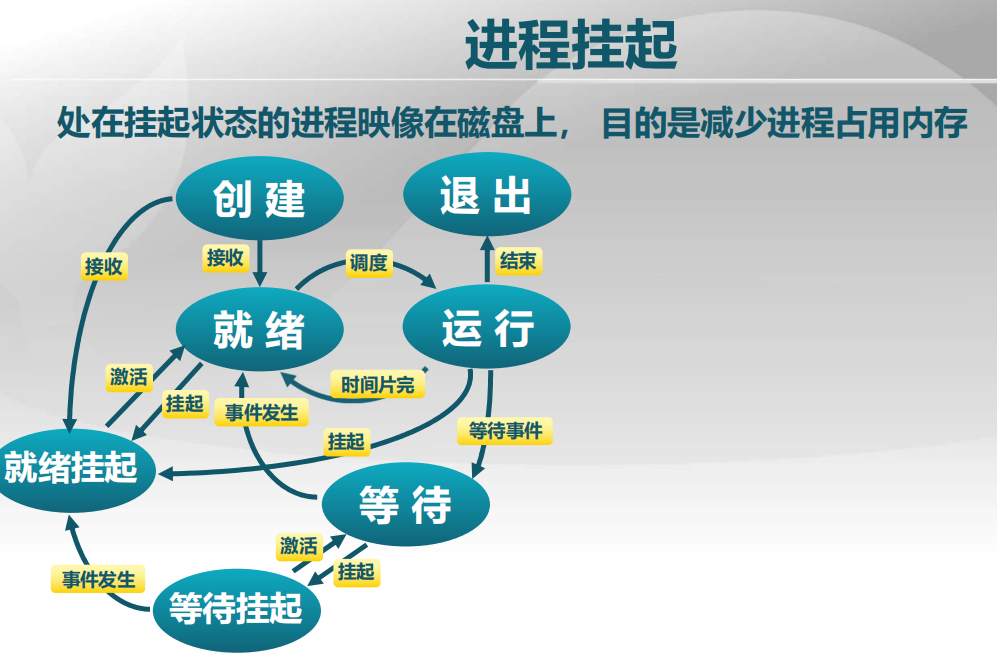 进程挂起
处在挂起状态的进程映像在磁盘上， 目的是减少进程占用内存
创 建
退 出
接收
接收
调度
结束
就 绪
运 行
激活
挂起
时间片完
事件发生
挂起
等待事件
就绪挂起
等 待
激活
挂起
事件发生
等待挂起